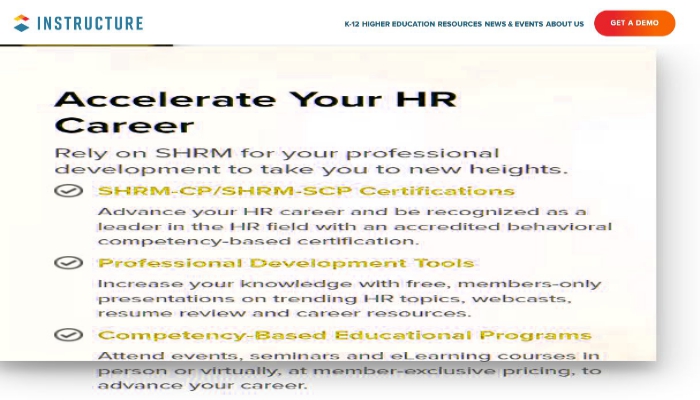 INSTRUCTURE
K-12 HIGHER EDUCATION RESOURCES NEWS & EVENTS ABOUT US
GET A DEMO
Accelerate Your HR
Career
Rely on SHRM for your professional
development to take you to new heights.
SHRM-CP/SHRM-SCP Certifications
Advance your HR career and be recognized as a
leader in the HR field with an accredited behavioral
competency-based certification.
Professional Development Tools
Increase your knowledge with free, members-only
presentations on trending HR topics, webcasts,
resume review and career resources.
Competency-Based Educational Programs
Attend events, seminars and eLearning courses in
person or virtually, at member-exclusive pricing, to
advance your career.